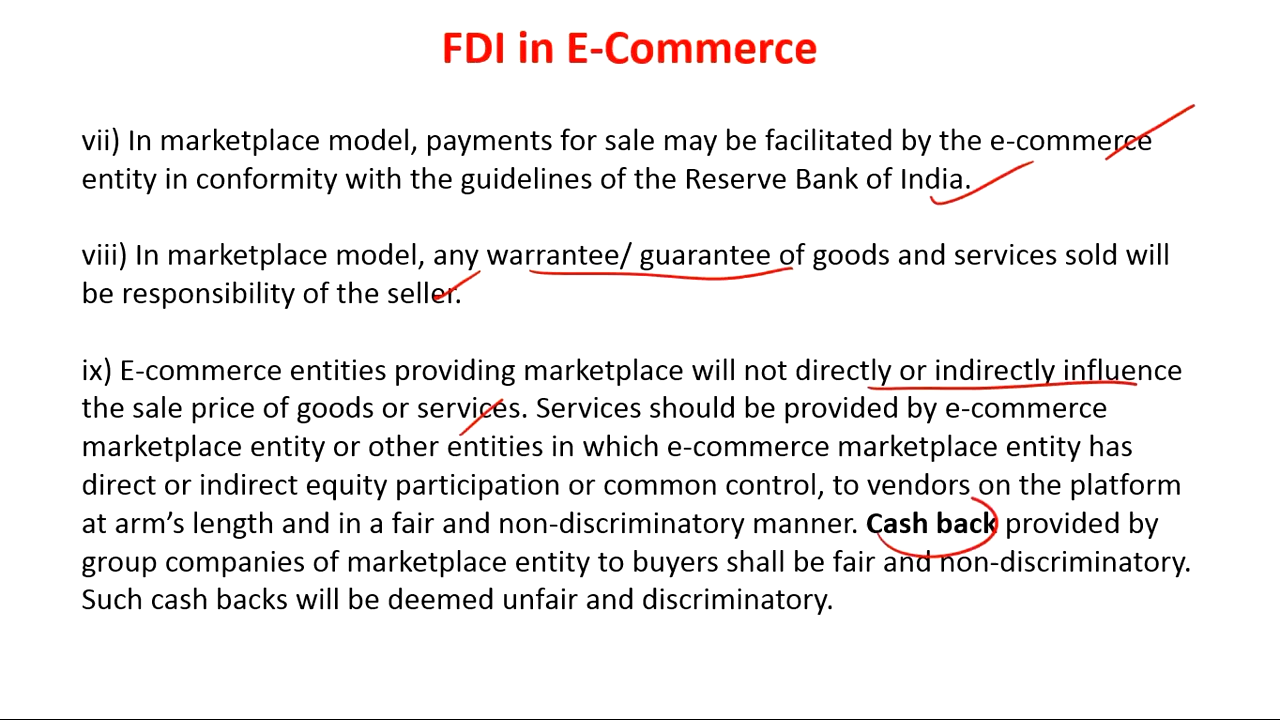 FDI in E-Commerce
vii) In marketplace model, payments for sale may be facilitated by the e-commerce
entity in conformity with the guidelines of the Reserve Bank of India.
viii) In marketplace model, any warrantee/ guarantee of goods and services sold will
be responsibility of the seller.
ix) E-commerce entities providing marketplace will not directly or indirectly influence
the sale price of goods or services. Services should be provided by e-commerce
marketplace entity or other entities in which e-commerce marketplace entity has
direct or indirect equity participation or common control, to vendors on the platform
at arm’s length and in a fair and non-discriminatory manner. Cash back provided by
group companies of marketplace entity to buyers shall be fair and non-discriminatory.
Such cash backs will be deemed unfair and discriminatory.